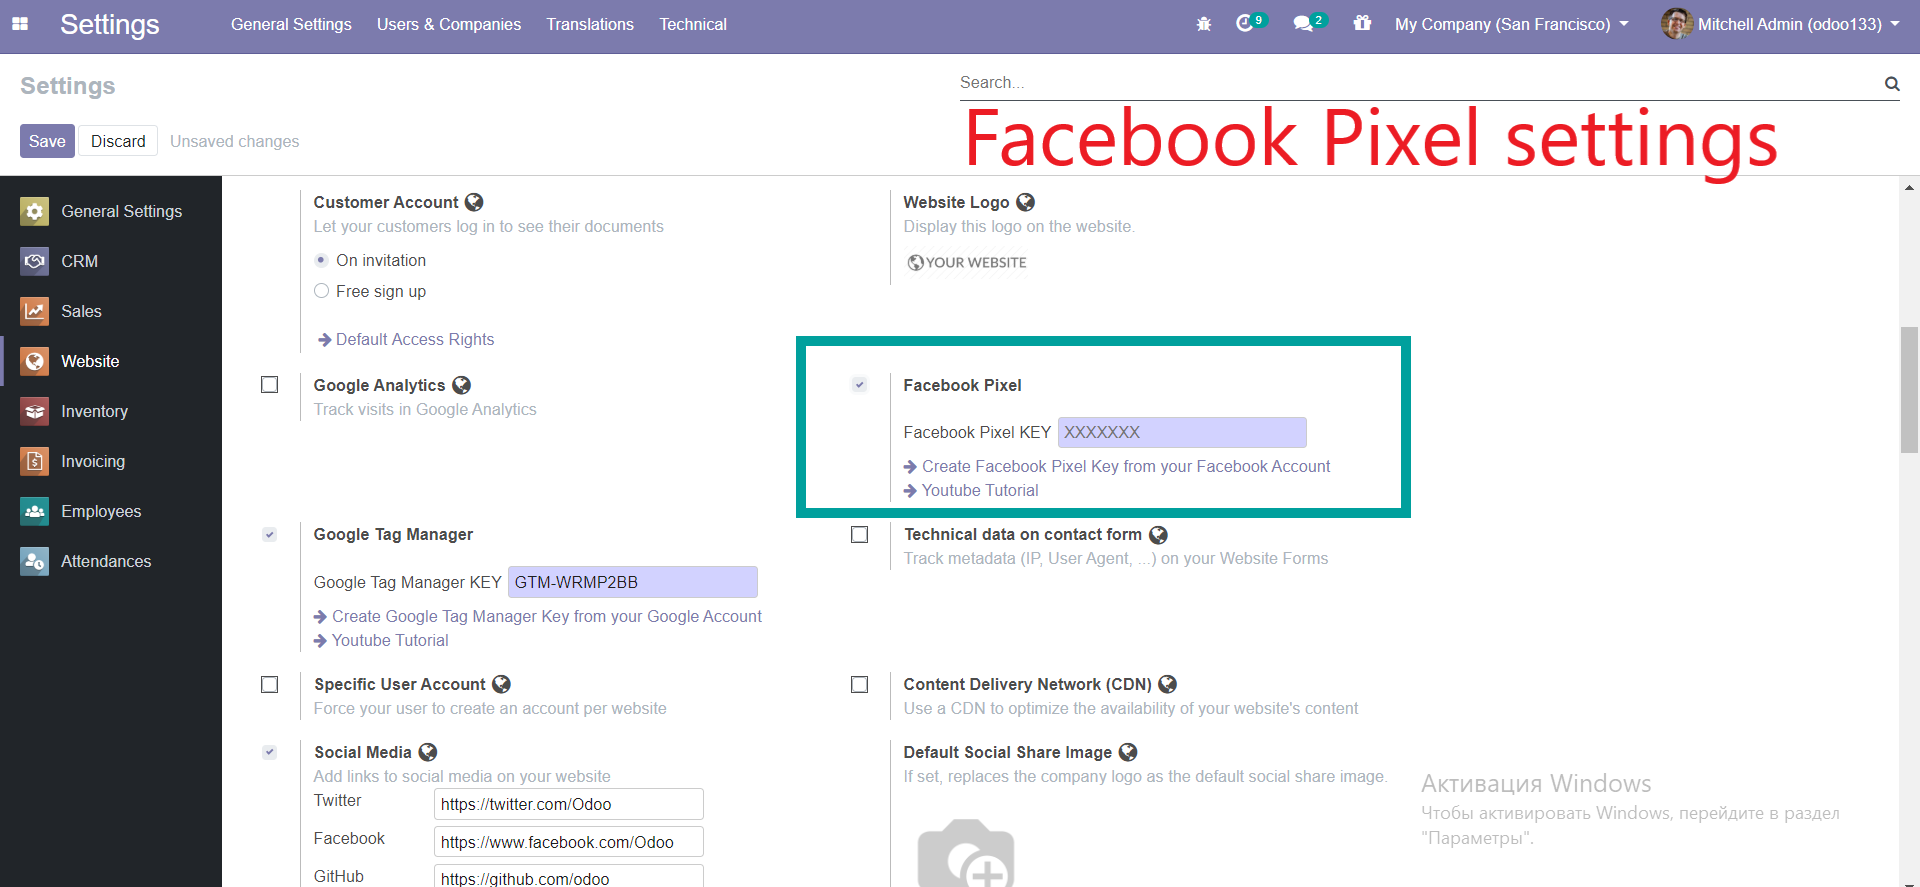 Settings General Settings Users & Companies Translations Technical 9 2 My Company (San Francisco) Mitchell Admin (odoo133)
Settings
Search...
Facebook Pixel settings
Save Discard Unsaved changes
General Settings
CRM
Sales
Website
Inventory
Invoicing
Employees
Attendances
Customer Account
Let your customers log in to see their documents
On invitation
Free sign up
Default Access Rights
Website Logo
Display this logo on the website.
YOUR WEBSITE
Google Analytics
Track visits in Google Analytics
Facebook Pixel
Facebook Pixel KEY XXXXXXX
Create Facebook Pixel Key from your Facebook Account
Youtube Tutorial
Google Tag Manager
Google Tag Manager KEY GTM-WRMP2BB
Create Google Tag Manager Key from your Google Account
Youtube Tutorial
Technical data on contact form
Track metadata (IP, User Agent, ...) on your Website Forms
Specific User Account
Force your user to create an account per website
Content Delivery Network (CDN)
Use a CDN to optimize the availability of your website's content
Social Media
Add links to social media on your website
Twitter https://twitter.com/Odoo
Facebook https://www.facebook.com/Odoo
GitHub https://github.com/odoo
Default Social Share Image
If set, replaces the company logo as the default social share image.
Активация Windows
Чтобы активировать Windows, перейдите в раздел
"Параметры".